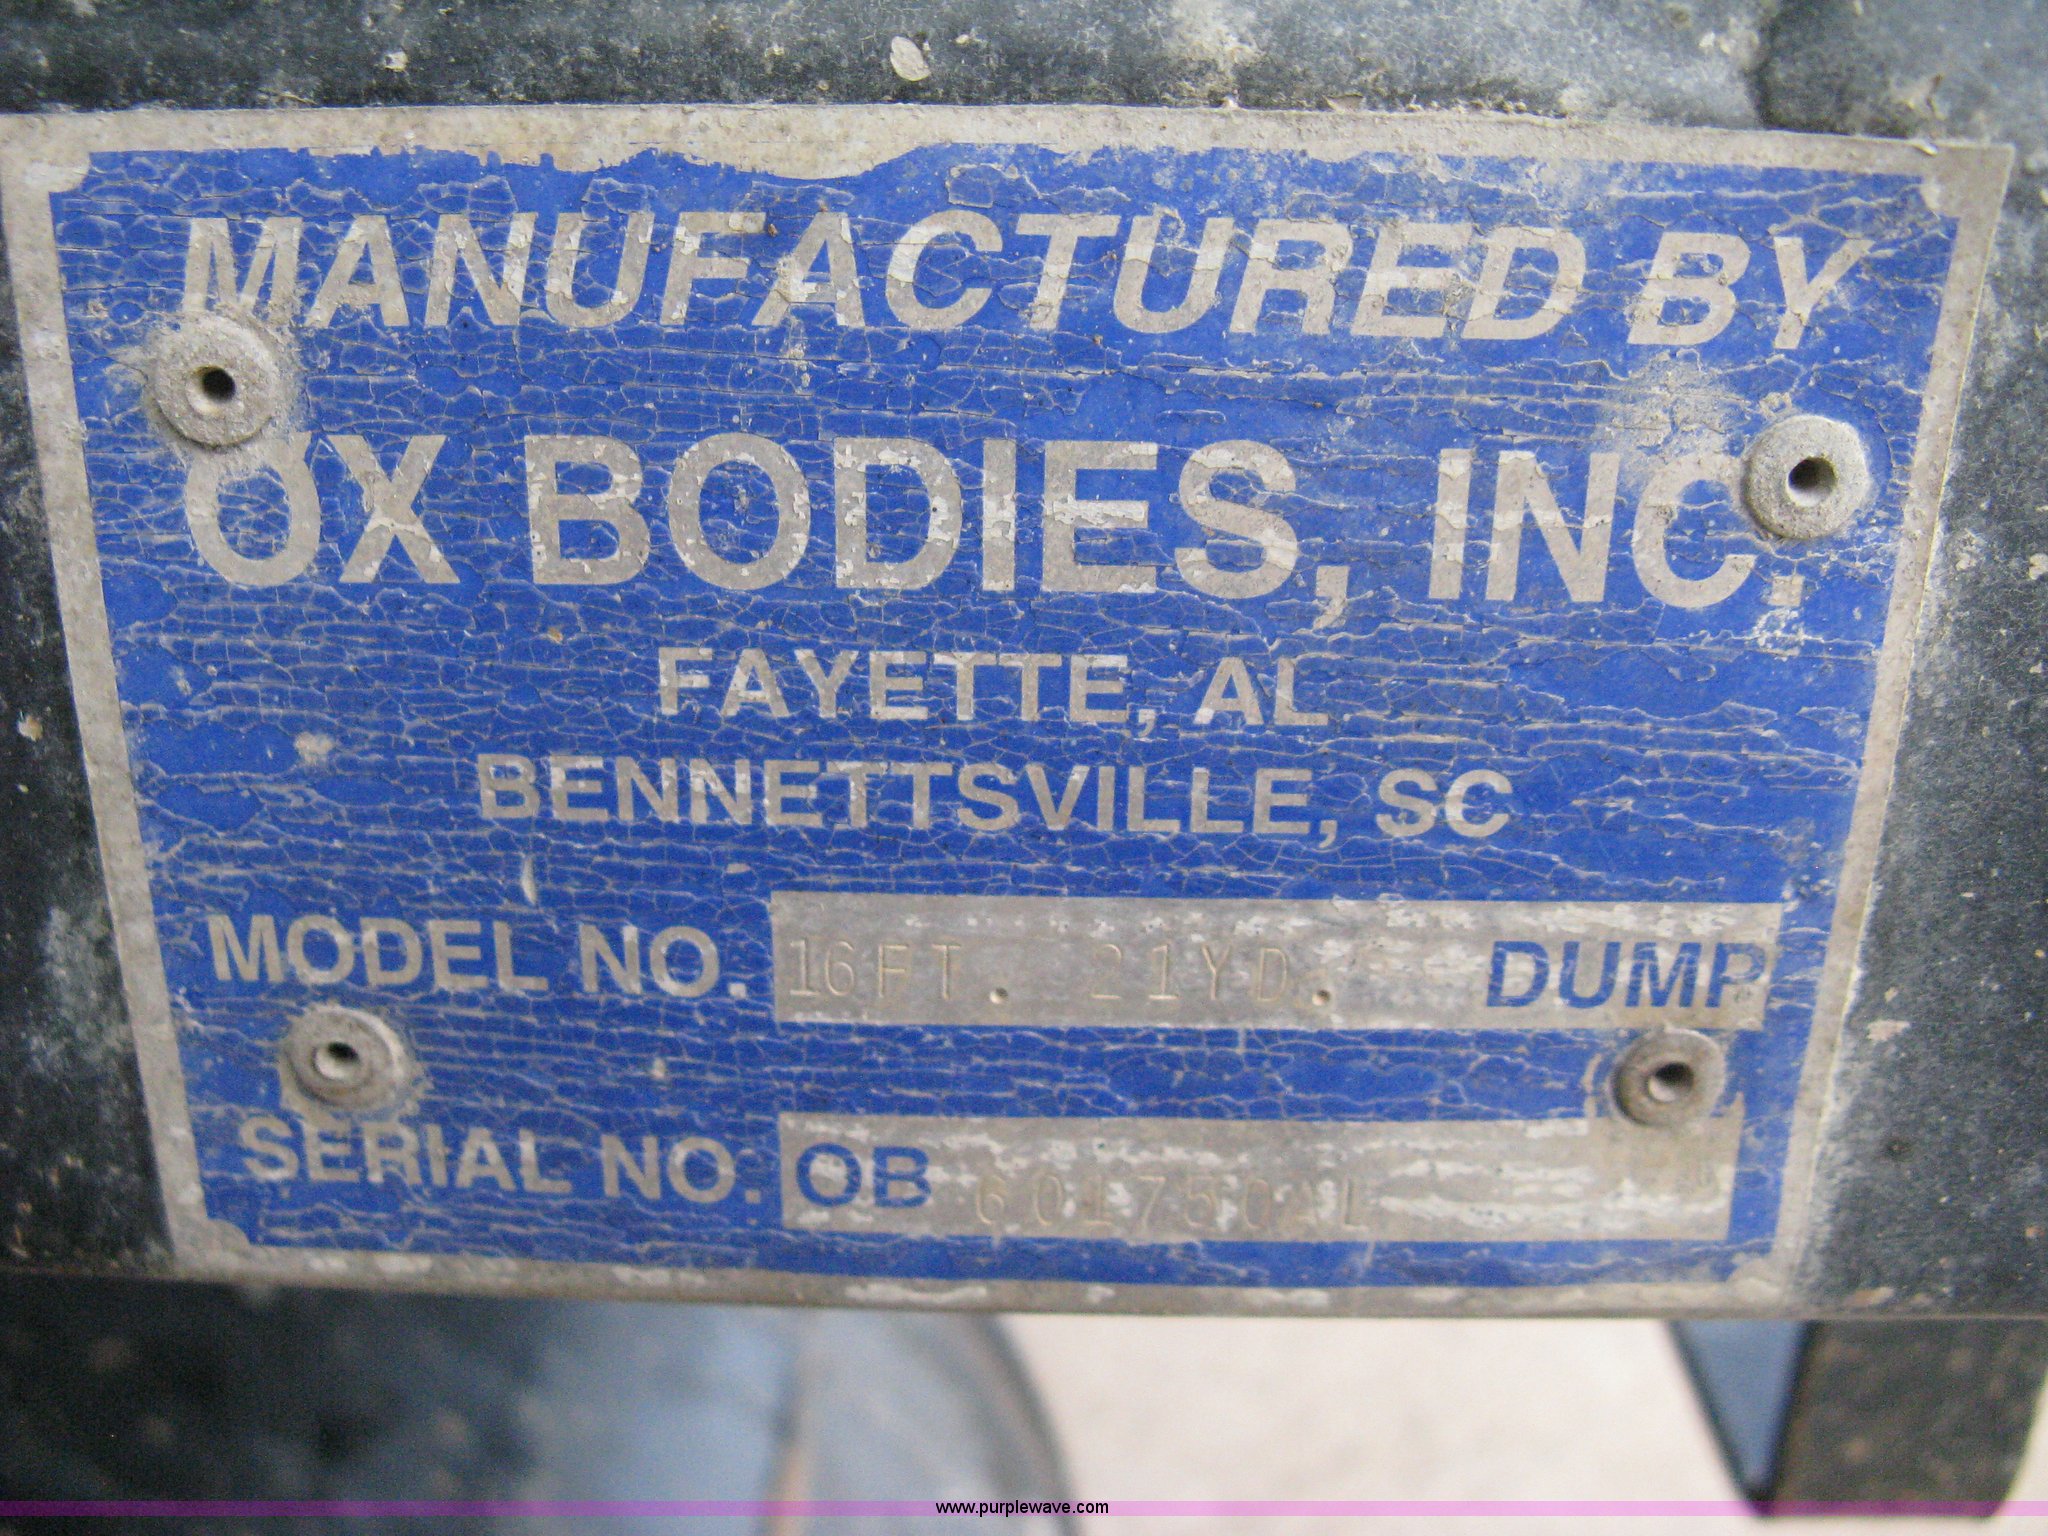 MANUFACTURED BY
OX BODIES, INC.
FAYETTE, AL
BENNETTSVILLE, SC
MODEL NO. 16FT. 21YD. DUMP
SERIAL NO. OB 601750AL
www.purplewave.com